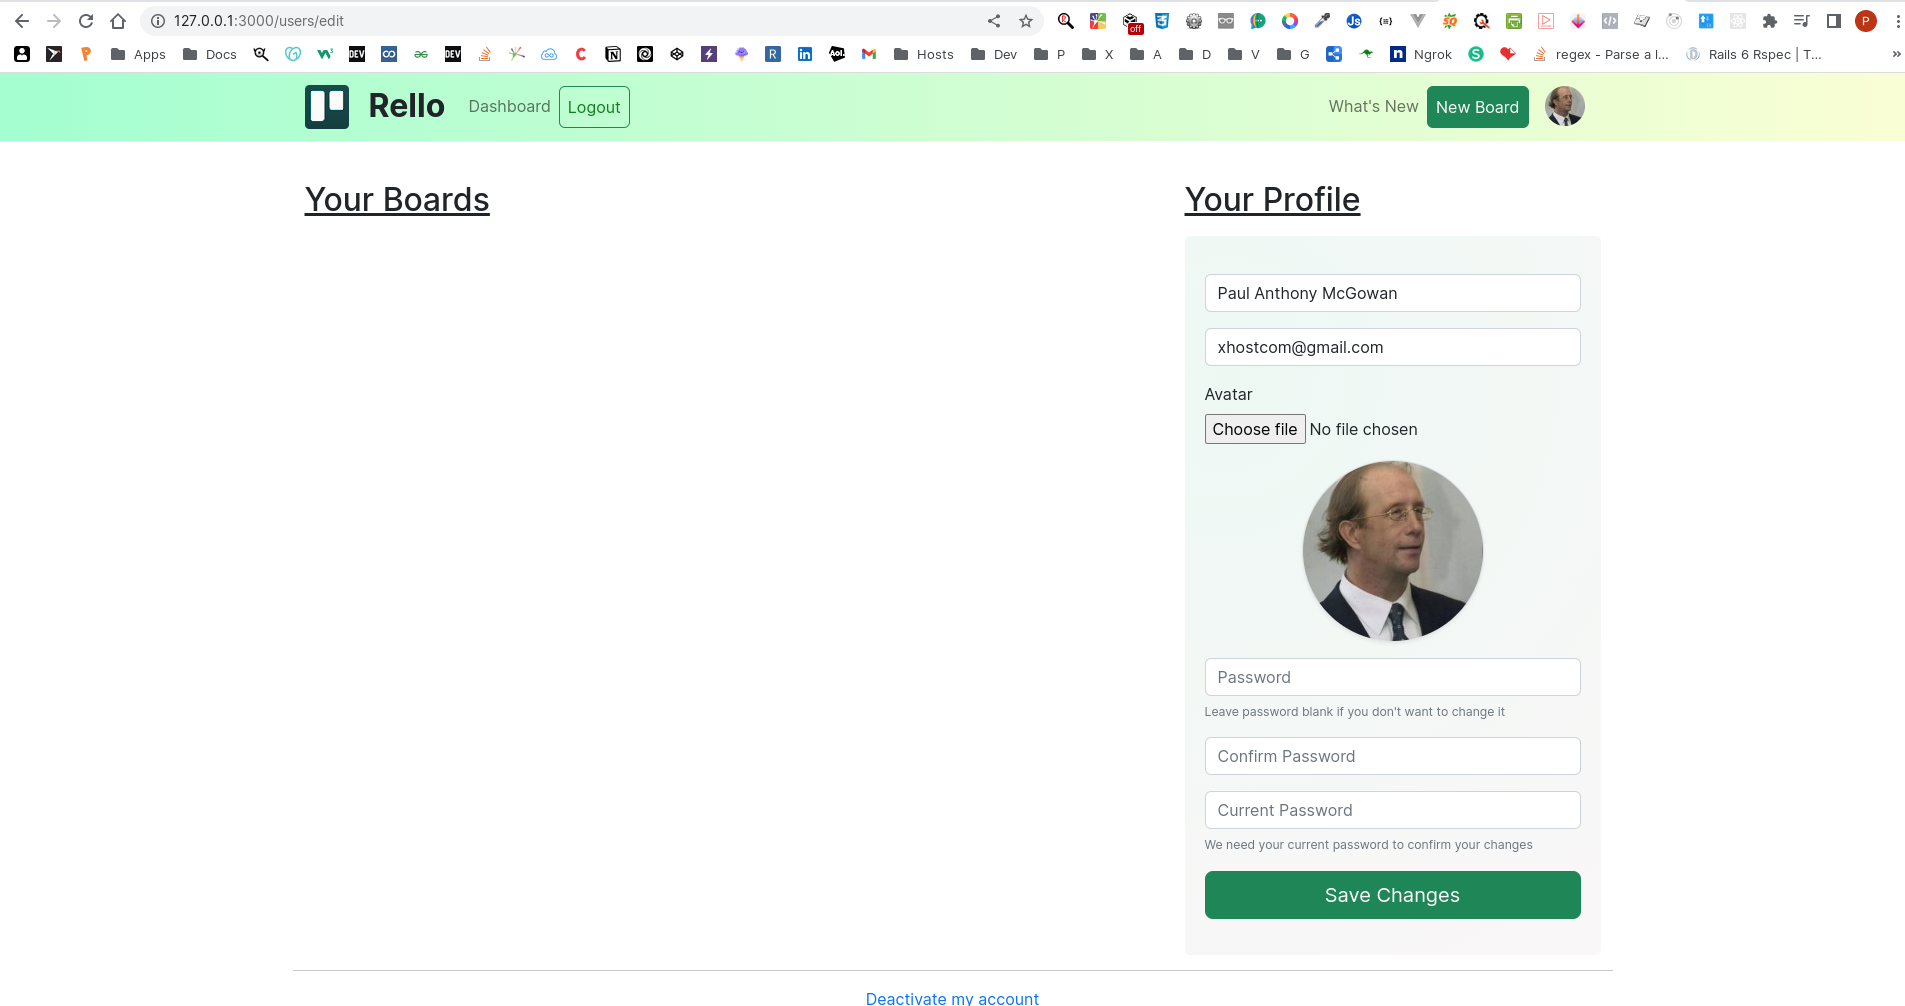 127.0.0.1:3000/users/edit
off
P
Apps
Docs
DEV
DEV
AOL
R
in
Hosts
Dev
P
X
A
D
V
G
n
Ngrok
S
regex - Parse a l...
Rails 6 Rspec | T...
»
Rello
Dashboard
Logout
What's New
New Board
Your Boards
Your Profile
Paul Anthony McGowan
xhostcom@gmail.com
Avatar
Choose file No file chosen
Password
Leave password blank if you don't want to change it
Confirm Password
Current Password
We need your current password to confirm your changes
Save Changes
Deactivate my account